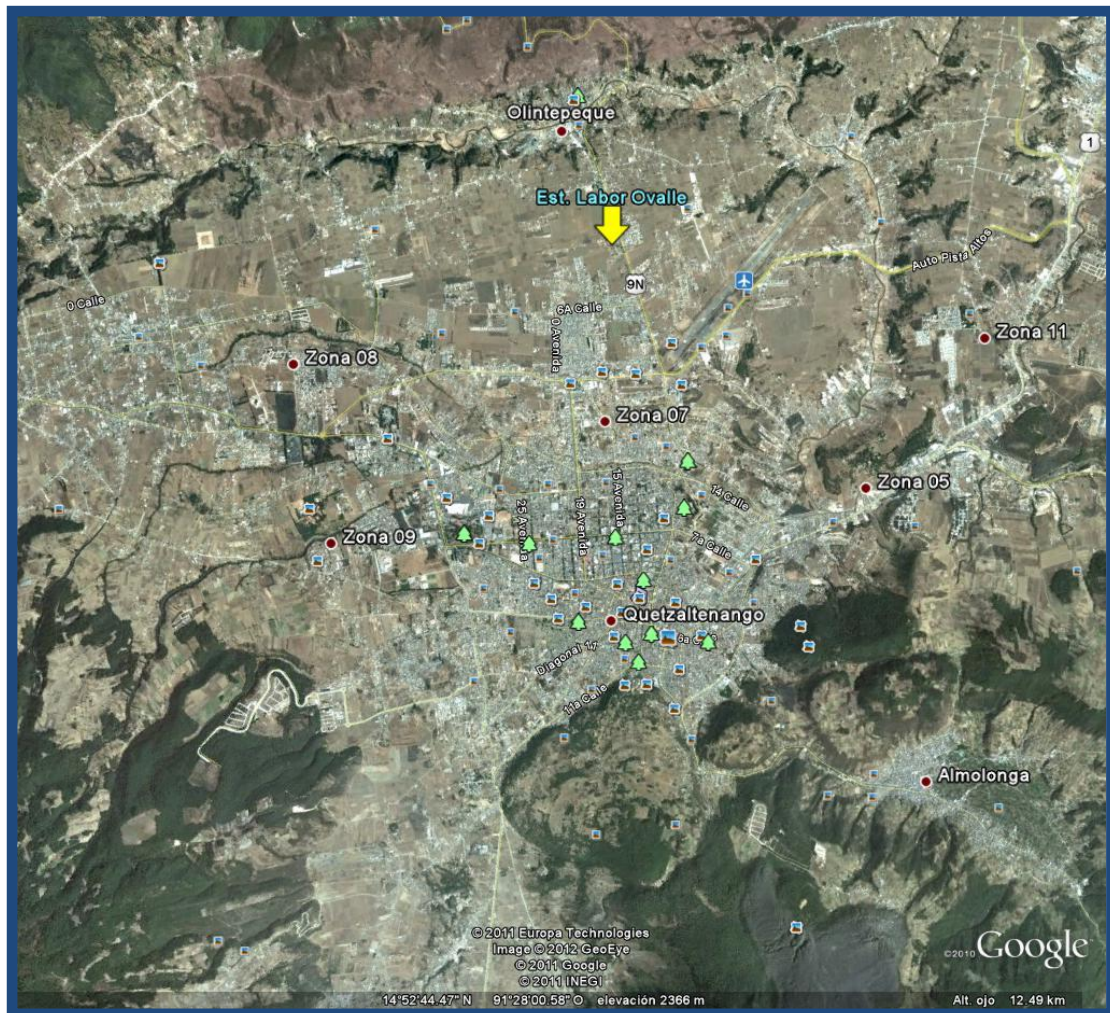 Olintepeque
1
Est. Labor Ovalle
Auto Pista Altos
9N
0 Calle
6A Calle
0 Avenida
Zona 11
Zona 08
Zona 07
15 Avenida
14 Calle
Zona 05
25 Avenida
19 Avenida
7a Calle
Zona 09
Quetzaltenango
Diagonal 17
11a Calle
Almolonga
© 2011 Europa Technologies
Image © 2012 GeoEye
© 2011 Google
© 2011 INEGI
©2010 Google
14°52'44.47" N 91°28'00.58" O elevación 2366 m Alt. ojo 12.49 km